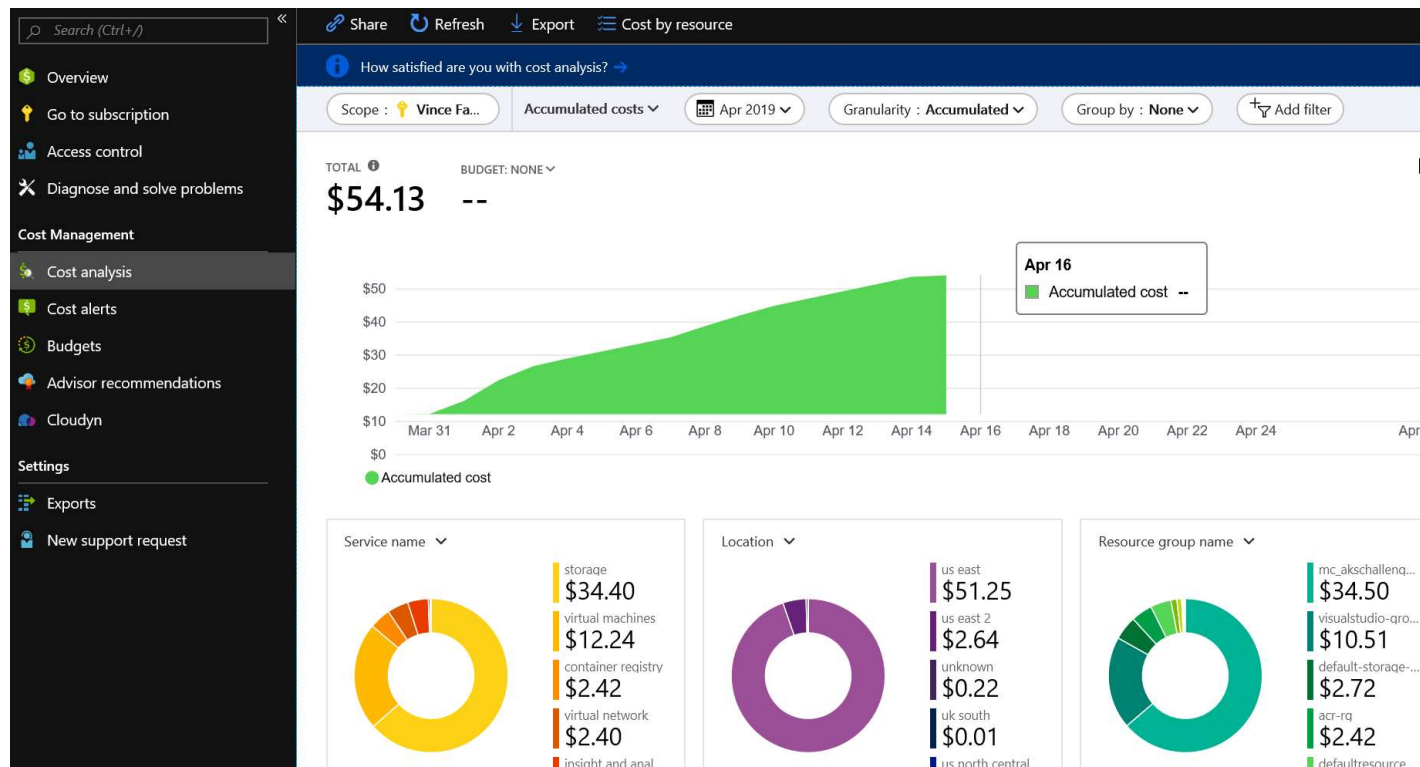 Search (Ctrl+/)
«
Overview
Go to subscription
Access control
Diagnose and solve problems
Cost Management
Cost analysis
Cost alerts
Budgets
Advisor recommendations
Cloudyn
Settings
Exports
New support request
Share Refresh Export Cost by resource
How satisfied are you with cost analysis? →
Scope : Vince Fa... Accumulated costs Apr 2019 Granularity : Accumulated Group by : None Add filter
TOTAL BUDGET: NONE
$54.13 --
Apr 16
Accumulated cost --
$50
$40
$30
$20
$10
$0
Mar 31 Apr 2 Apr 4 Apr 6 Apr 8 Apr 10 Apr 12 Apr 14 Apr 16 Apr 18 Apr 20 Apr 22 Apr 24 Apr
Accumulated cost
Service name
storage
$34.40
virtual machines
$12.24
container registry
$2.42
virtual network
$2.40
insight and anal
Location
us east
$51.25
us east 2
$2.64
unknown
$0.22
uk south
$0.01
us north central
Resource group name
mc_akschalleng...
$34.50
visualstudio-gro...
$10.51
default-storage-...
$2.72
acr-rg
$2.42
defaultresource